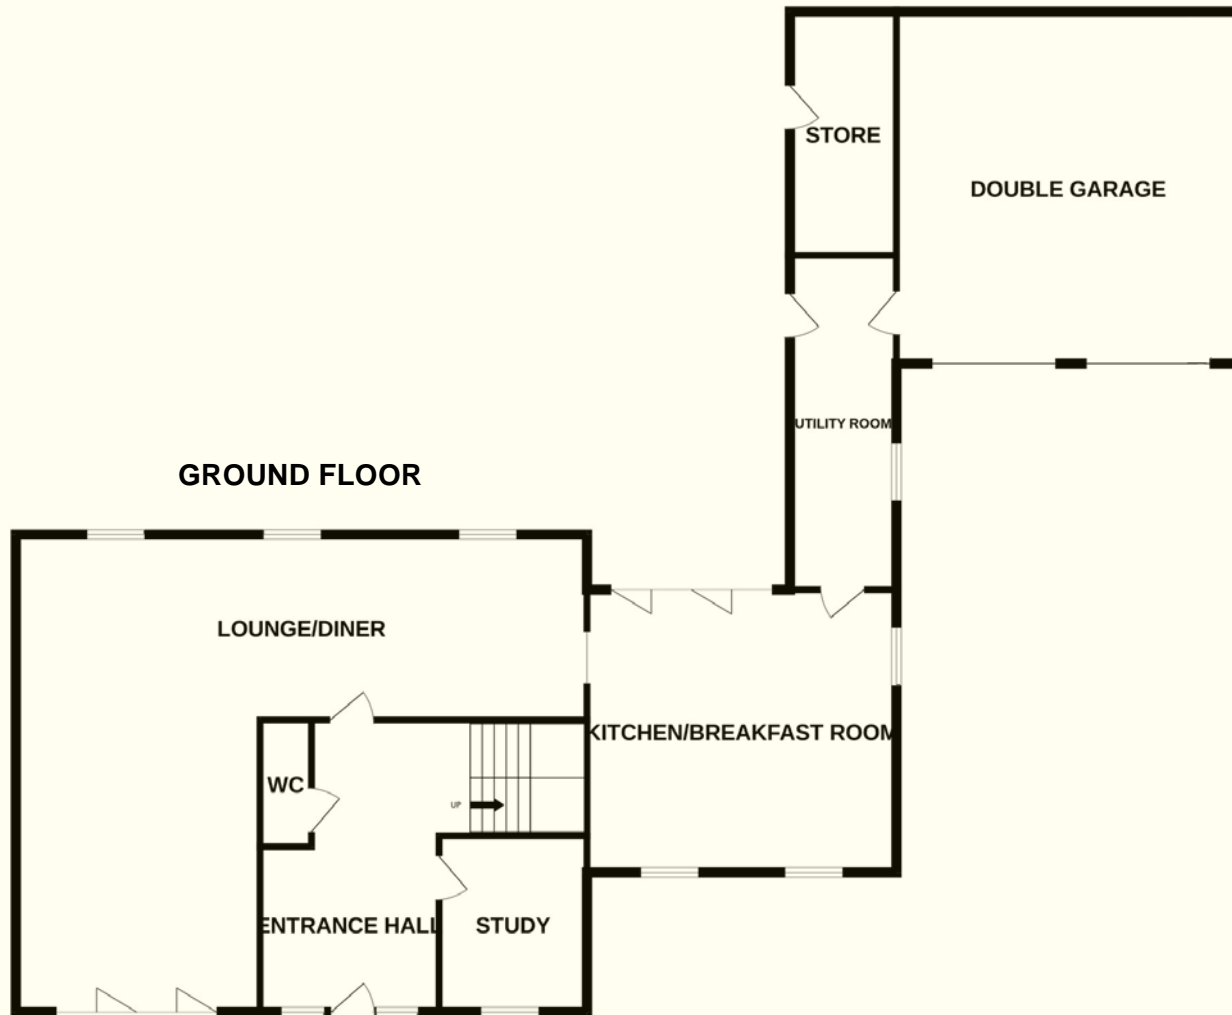 STORE
DOUBLE GARAGE
UTILITY ROOM
GROUND FLOOR
LOUNGE/DINER
KITCHEN/BREAKFAST ROOM
WC
UP
ENTRANCE HALL
STUDY